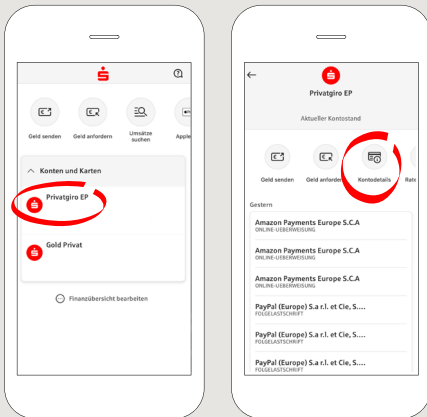 Geld senden
Geld anfordern
Umsätze
suchen
Apple
Konten und Karten
Privatgiro EP
Gold Privat
Finanzübersicht bearbeiten
Privatgiro EP
Aktueller Kontostand
Geld senden
Geld anfordern
Kontodetails
Rate
Gestern
Amazon Payments Europe S.C.A
ONLINE-UEBERWEISUNG
Amazon Payments Europe S.C.A
ONLINE-UEBERWEISUNG
Amazon Payments Europe S.C.A
ONLINE-UEBERWEISUNG
PayPal (Europe) S.a r.l. et Cie, S....
FOLGELASTSCHRIFT
PayPal (Europe) S.a r.l. et Cie, S....
FOLGELASTSCHRIFT
PayPal (Europe) S.a r.l. et Cie, S....
FOLGELASTSCHRIFT